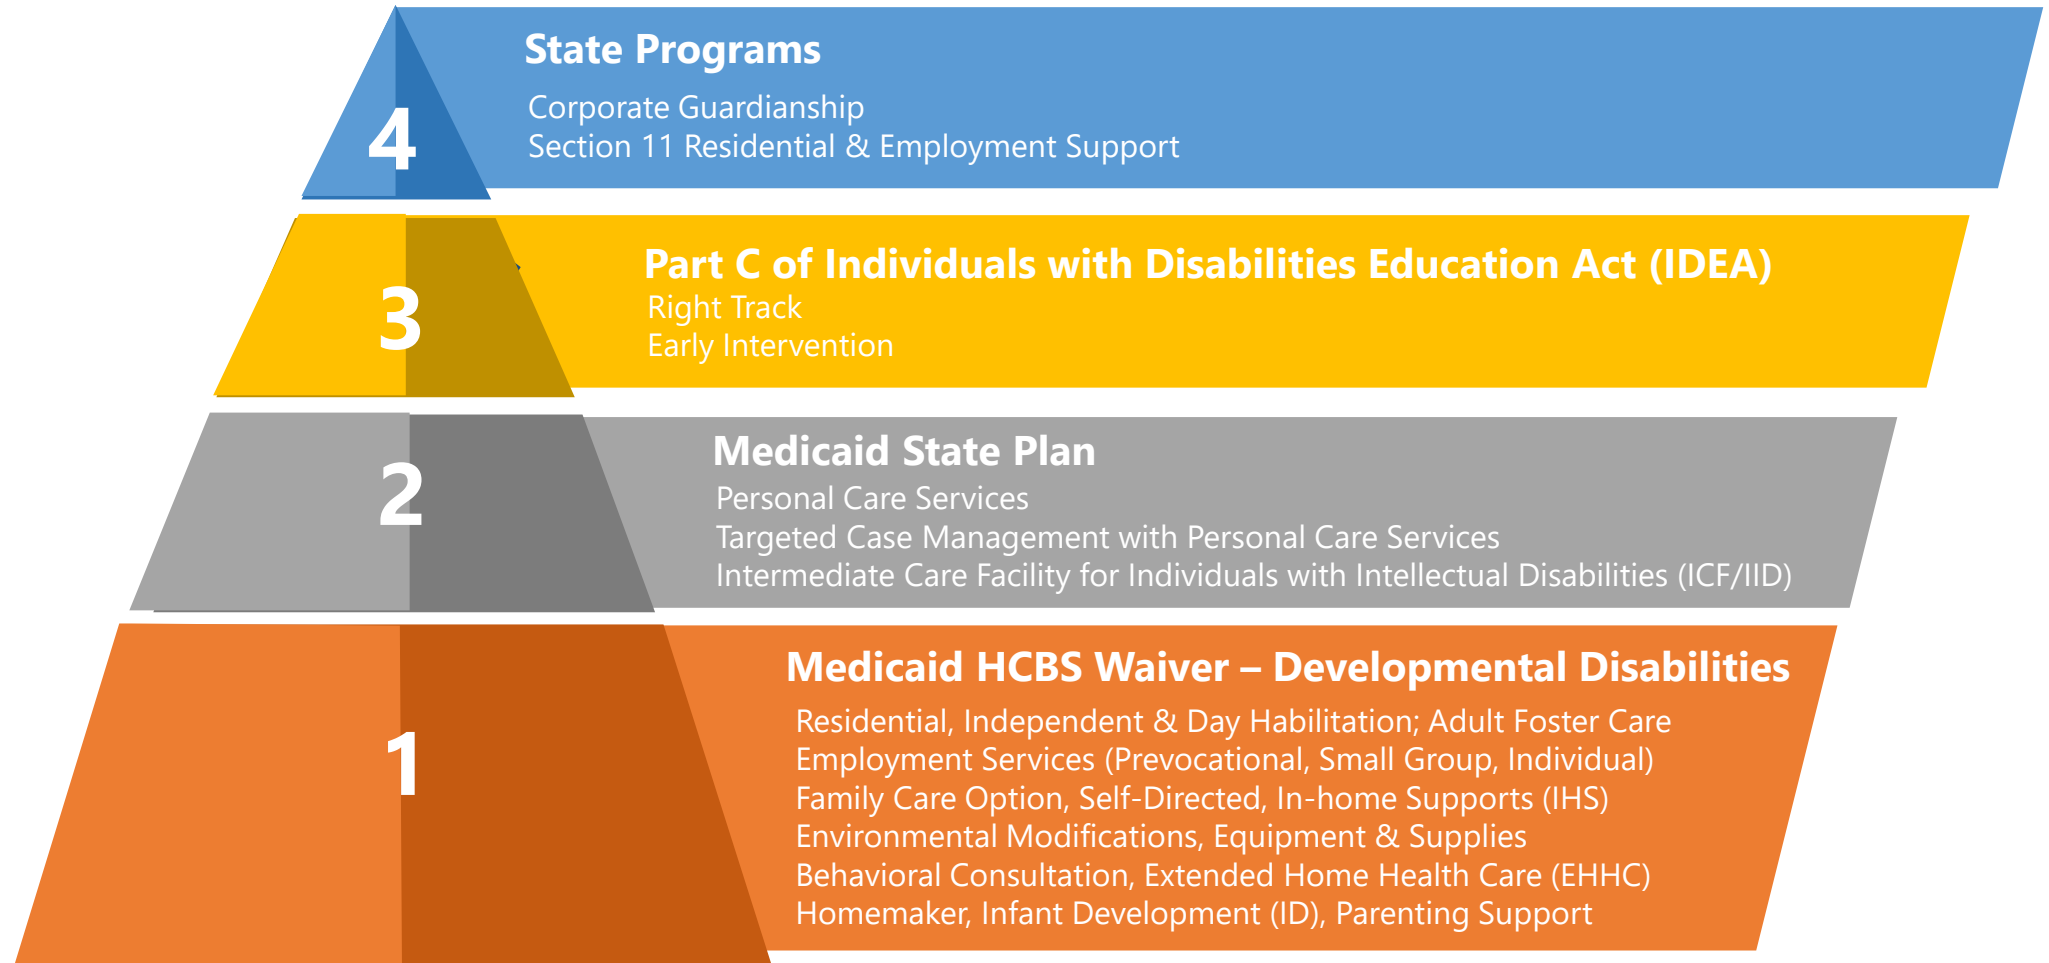 4
State Programs
Corporate Guardianship
Section 11 Residential & Employment Support
3
Part C of Individuals with Disabilities Education Act (IDEA)
Right Track
Early Intervention
2
Medicaid State Plan
Personal Care Services
Targeted Case Management with Personal Care Services
Intermediate Care Facility for Individuals with Intellectual Disabilities (ICF/IID)
1
Medicaid HCBS Waiver – Developmental Disabilities
Residential, Independent & Day Habilitation; Adult Foster Care
Employment Services (Prevocational, Small Group, Individual)
Family Care Option, Self-Directed, In-home Supports (IHS)
Environmental Modifications, Equipment & Supplies
Behavioral Consultation, Extended Home Health Care (EHHC)
Homemaker, Infant Development (ID), Parenting Support